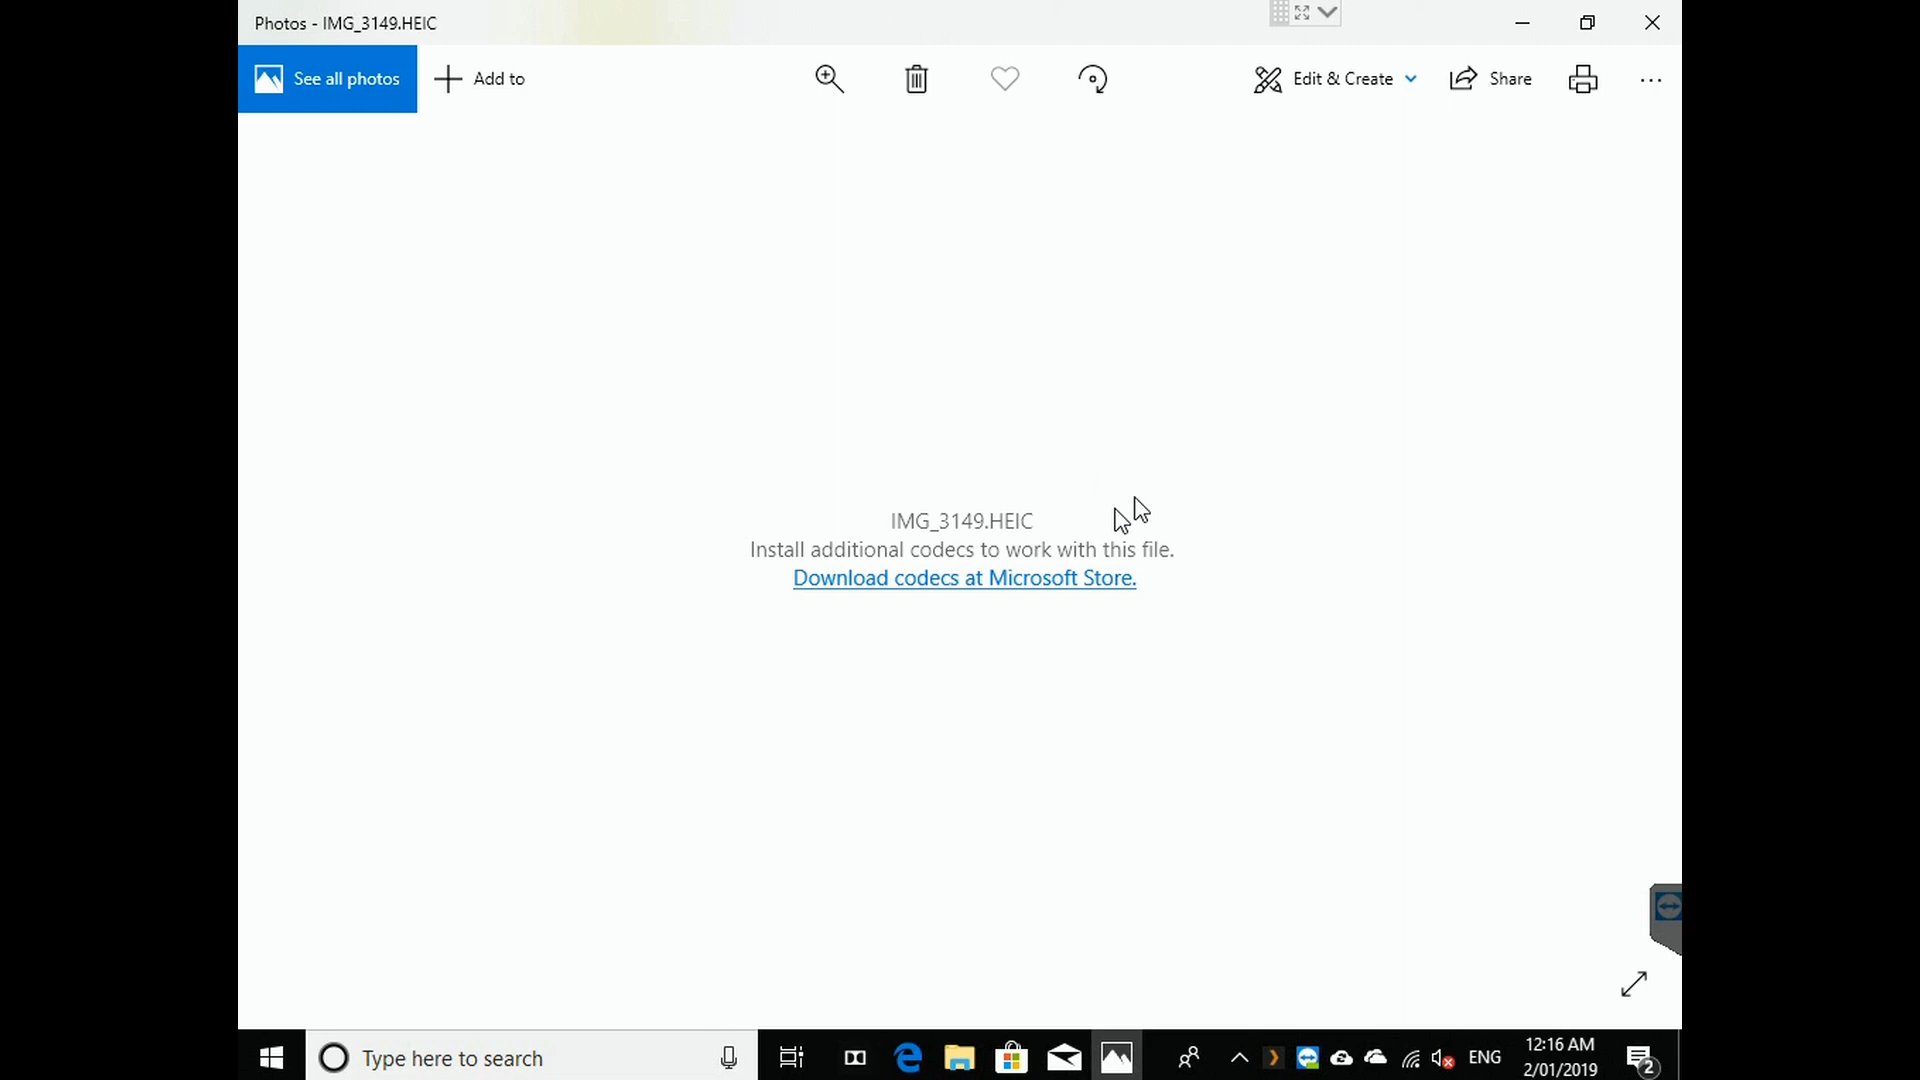 Photos - IMG_3149.HEIC
See all photos
Add to
Edit & Create
Share
IMG_3149.HEIC
Install additional codecs to work with this file.
Download codecs at Microsoft Store.
Type here to search
ENG
12:16 AM
2/01/2019
2